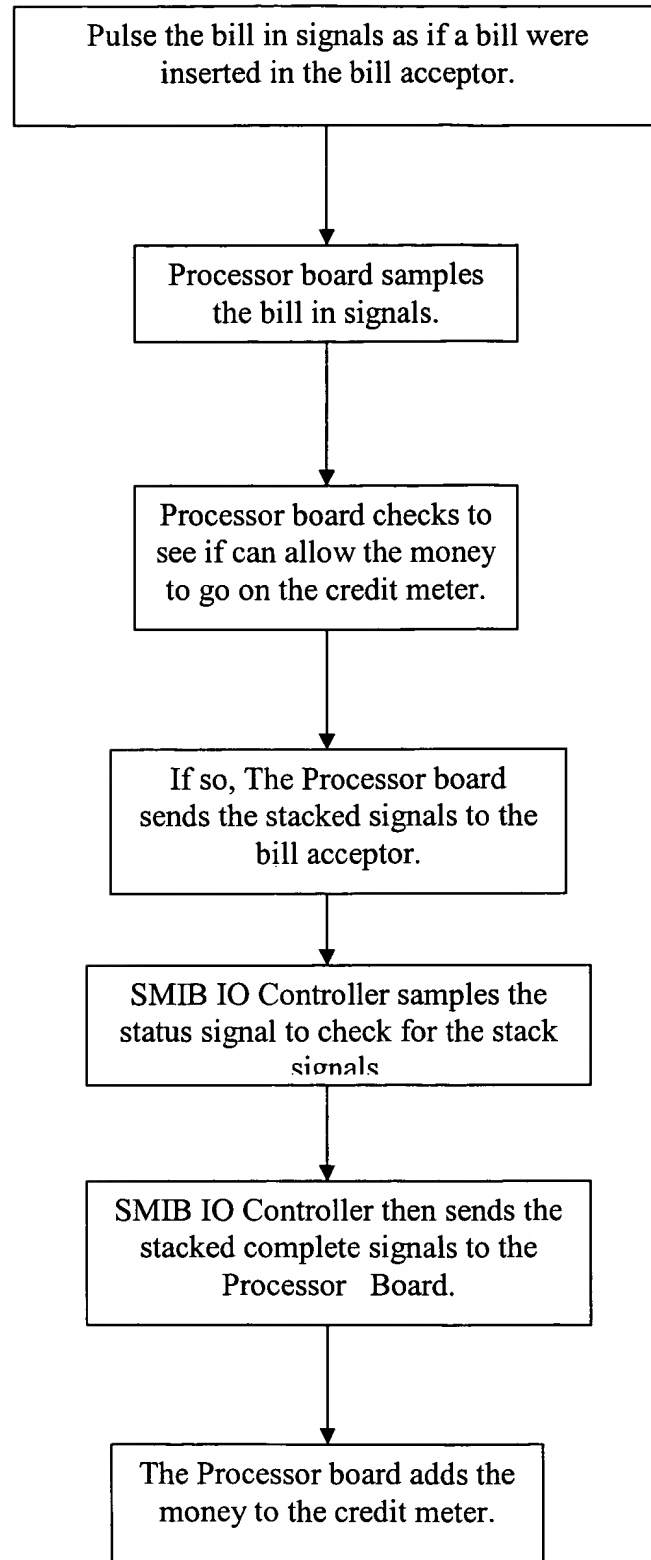 Pulse the bill in signals as if a bill were
inserted in the bill acceptor.
Processor board samples
the bill in signals.
Processor board checks to
see if can allow the money
to go on the credit meter.
If so, The Processor board
sends the stacked signals to the
bill acceptor.
SMIB IO Controller samples the
status signal to check for the stack
signals
SMIB IO Controller then sends the
stacked complete signals to the
Processor Board.
The Processor board adds the
money to the credit meter.